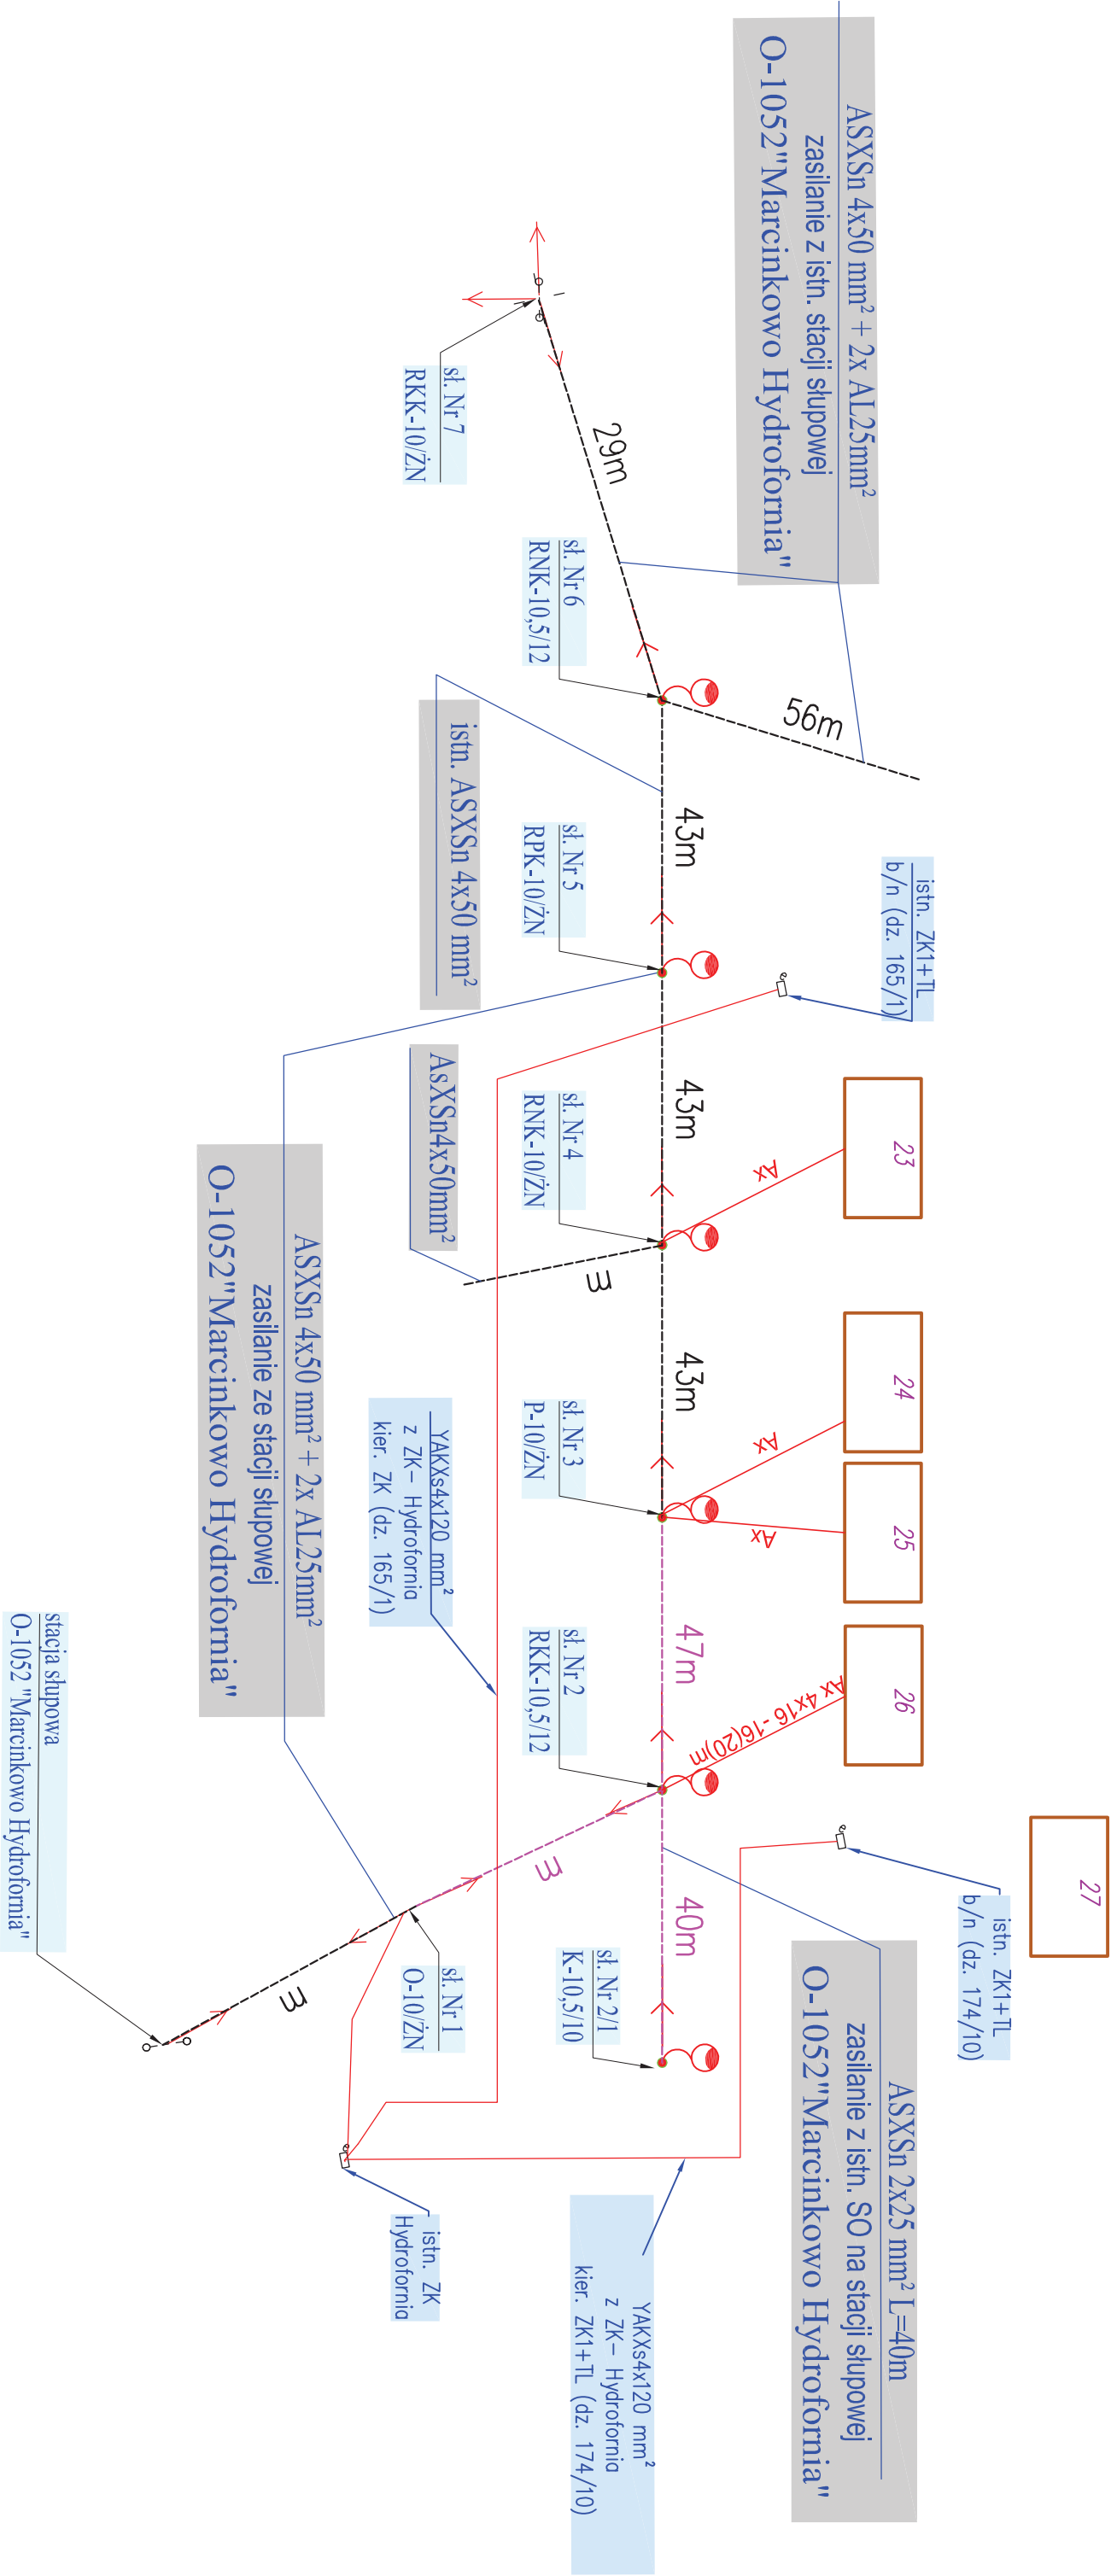 ASXSn 4x50 mm² + 2x AL25mm²
zasilanie z istn. stacji słupowej
O-1052"Marcinkowo Hydrofornia"
sł. Nr 7
RKK-10/ŻN
29m
sł. Nr 6
RNK-10,5/12
56m
istn. ASXSn 4x50 mm²
43m
sł. Nr 5
RPK-10/ŻN
istn. ZK1+TL
b/n (dz. 165/1)
AsXSn4x50mm²
43m
sł. Nr 4
RNK-10/ŻN
23
Ax
m
43m
24
Ax
sł. Nr 3
P-10/ŻN
25
Ax
ASXSn 4x50 mm² + 2x AL25mm²
zasilanie ze stacji słupowej
O-1052"Marcinkowo Hydrofornia"
YAKXs4x120 mm²
z ZK- Hydrofornia
kier. ZK (dz. 165/1)
47m
sł. Nr 2
RKK-10,5/12
26
Ax 4x16 - 16(20)m
m
27
istn. ZK1+TL
b/n (dz. 174/10)
40m
sł. Nr 2/1
K-10,5/10
sł. Nr 1
O-10/ŻN
m
stacja słupowa
O-1052 "Marcinkowo Hydrofornia"
ASXSn 2x25 mm² L=40m
zasilanie z istn. SO na stacji słupowej
O-1052"Marcinkowo Hydrofornia"
istn. ZK
Hydrofornia
YAKXs4x120 mm²
z ZK- Hydrofornia
kier. ZK1+TL (dz. 174/10)